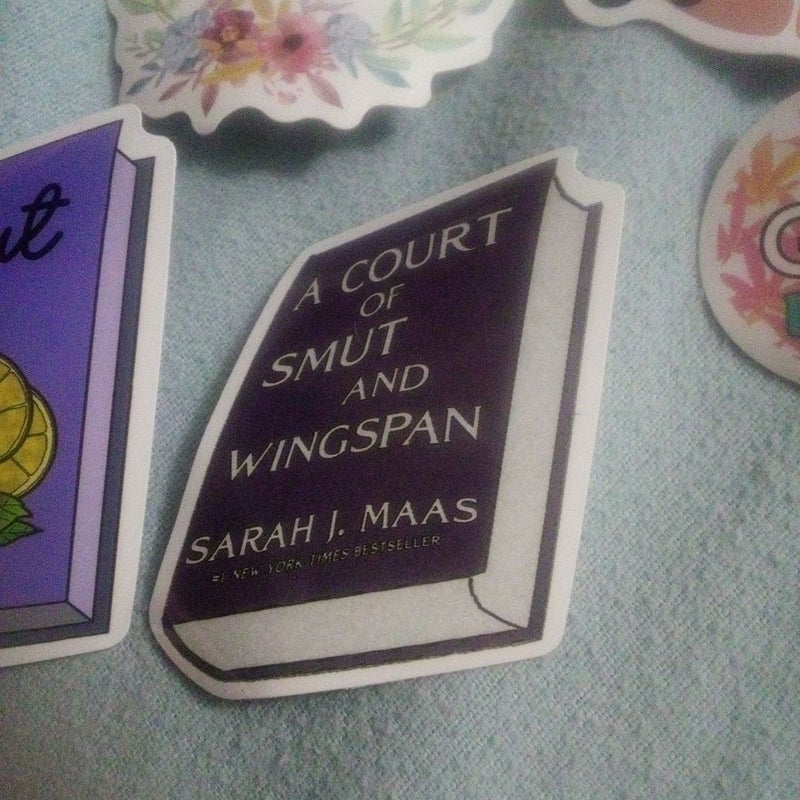 A COURT
OF
SMUT
AND
WINGSPAN
SARAH J. MAAS
#1 NEW YORK TIMES BESTSELLER